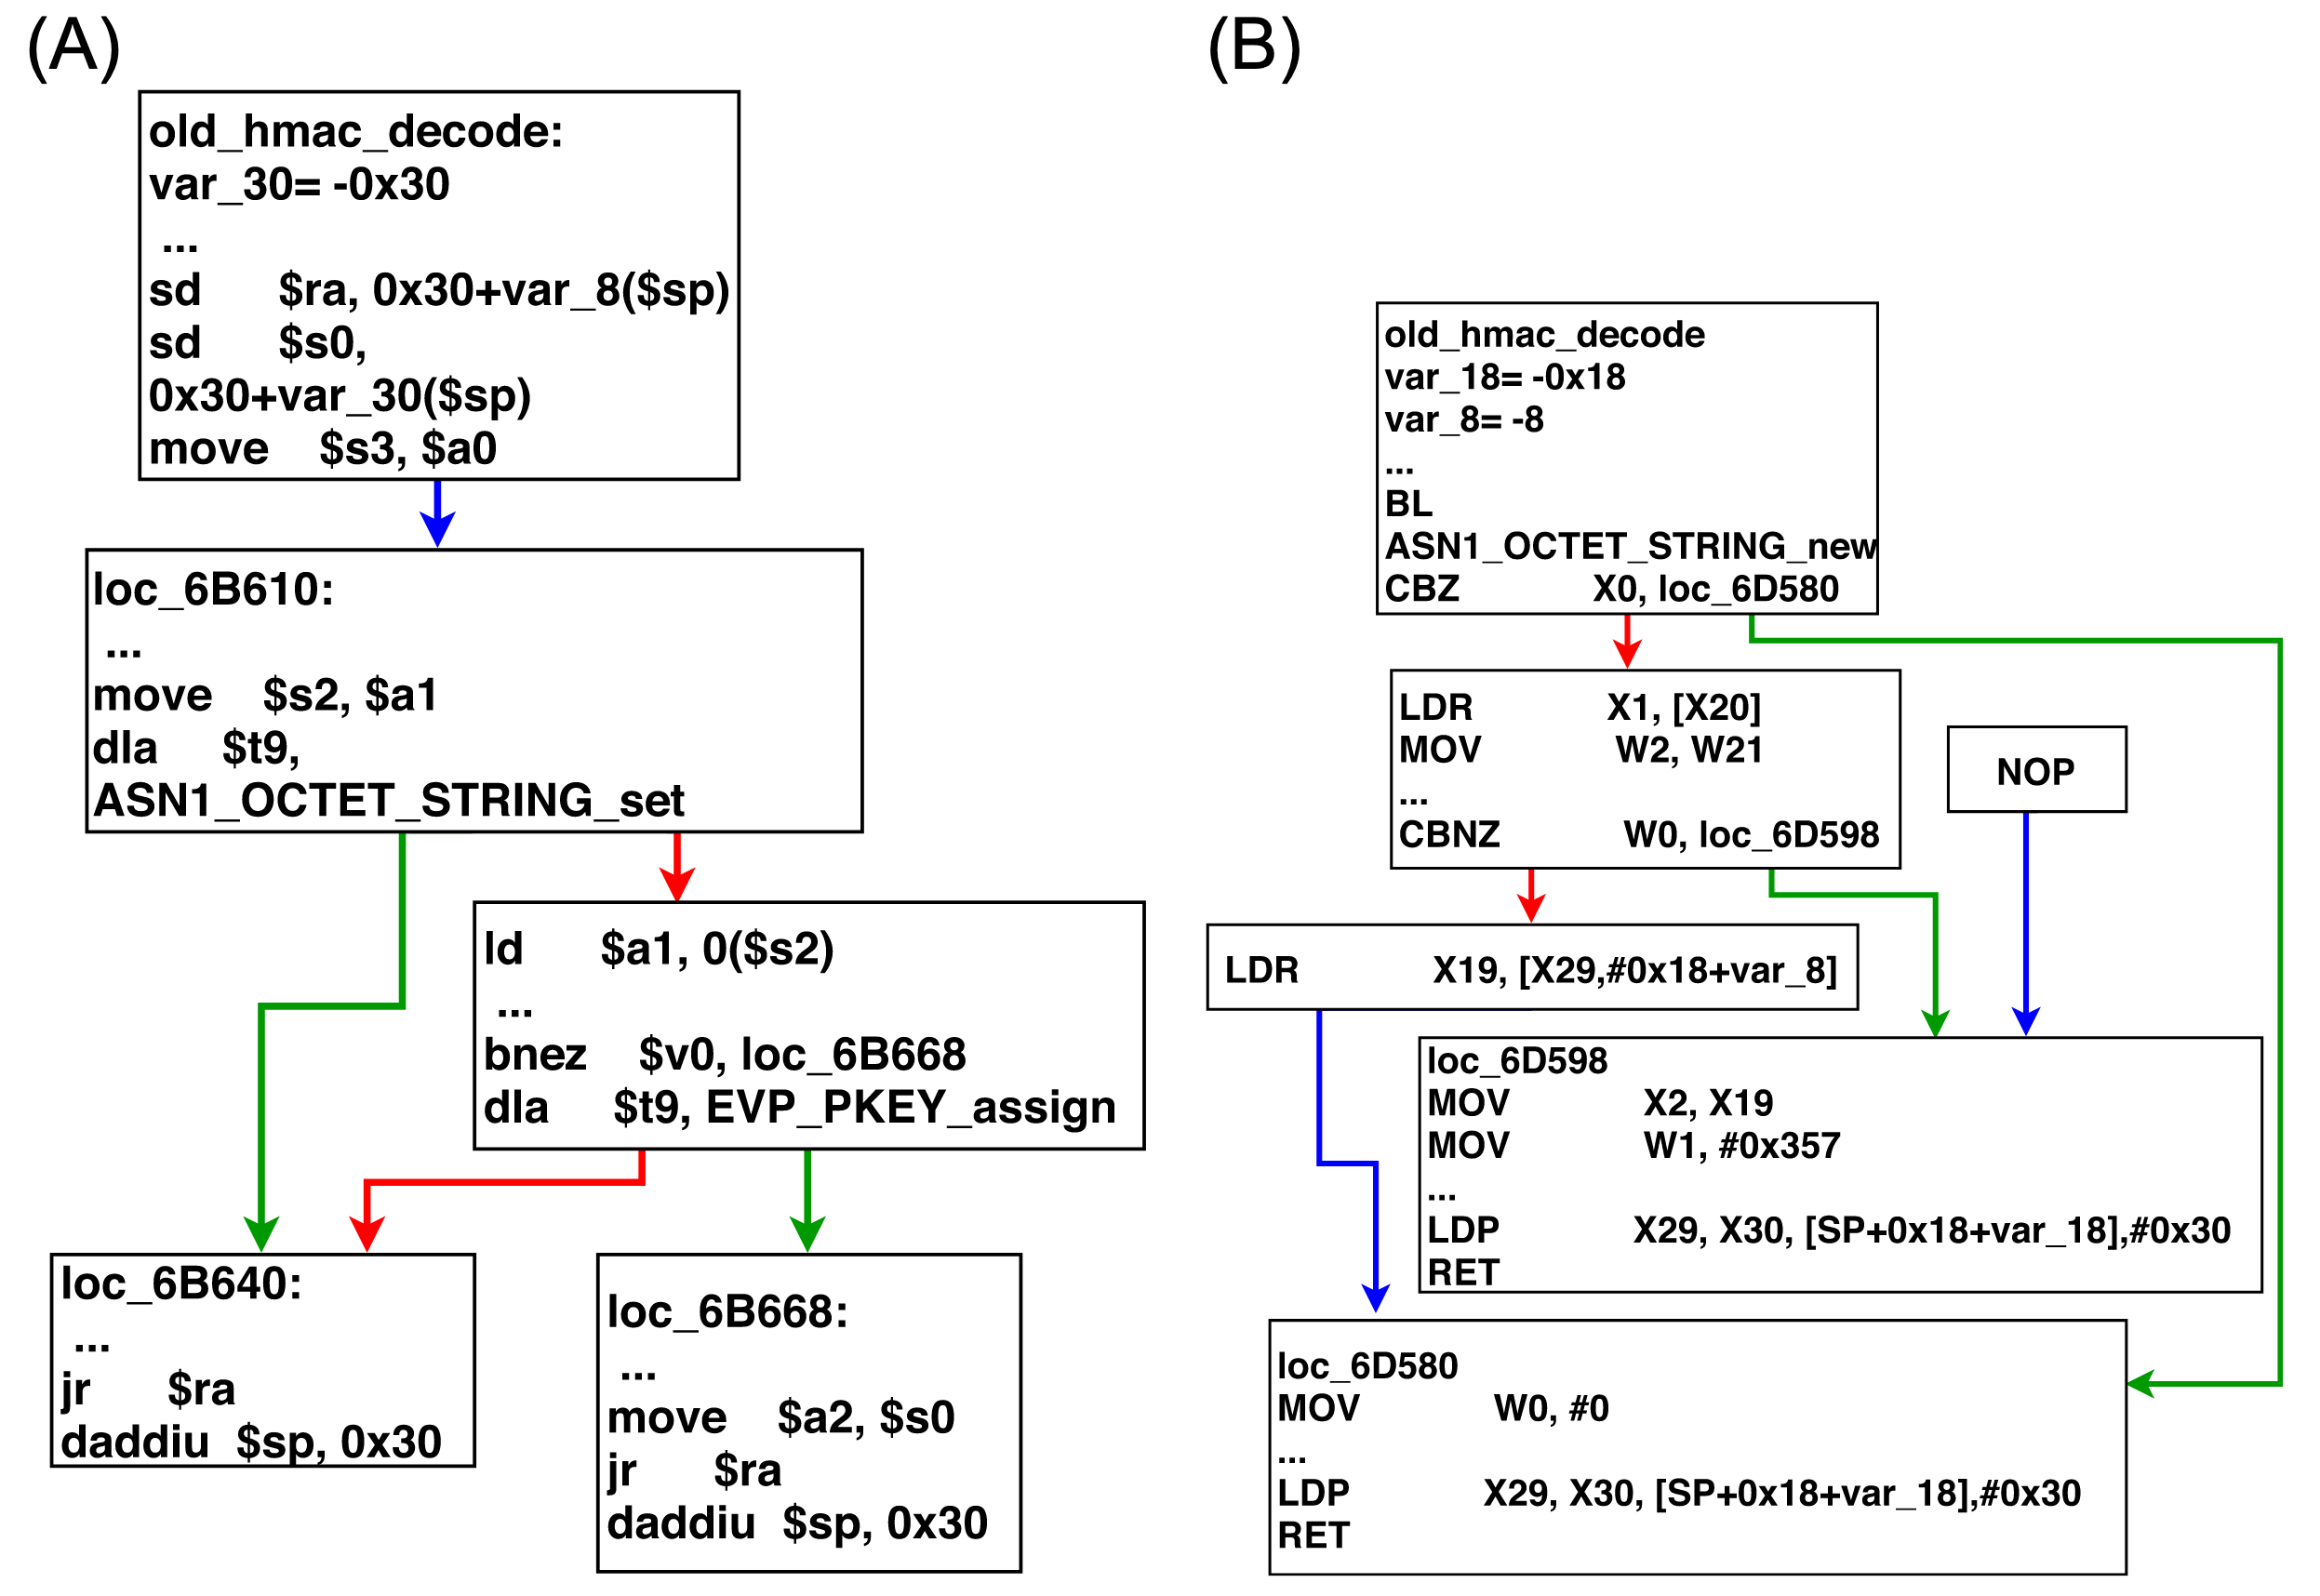 (A)
old_hmac_decode:
var_30= -0x30
...
sd $ra, 0x30+var_8($sp)
sd $s0,
0x30+var_30($sp)
move $s3, $a0
loc_6B610:
...
move $s2, $a1
dla $t9,
ASN1_OCTET_STRING_set
ld $a1, 0($s2)
...
bnez $v0, loc_6B668
dla $t9, EVP_PKEY_assign
loc_6B640:
...
jr $ra
daddiu $sp, 0x30
loc_6B668:
...
move $a2, $s0
jr $ra
daddiu $sp, 0x30
(B)
old_hmac_decode
var_18= -0x18
var_8= -8
...
BL
ASN1_OCTET_STRING_new
CBZ X0, loc_6D580
LDR X1, [X20]
MOV W2, W21
...
CBNZ W0, loc_6D598
NOP
LDR X19, [X29,#0x18+var_8]
loc_6D598
MOV X2, X19
MOV W1, #0x357
...
LDP X29, X30, [SP+0x18+var_18],#0x30
RET
loc_6D580
MOV W0, #0
...
LDP X29, X30, [SP+0x18+var_18],#0x30
RET